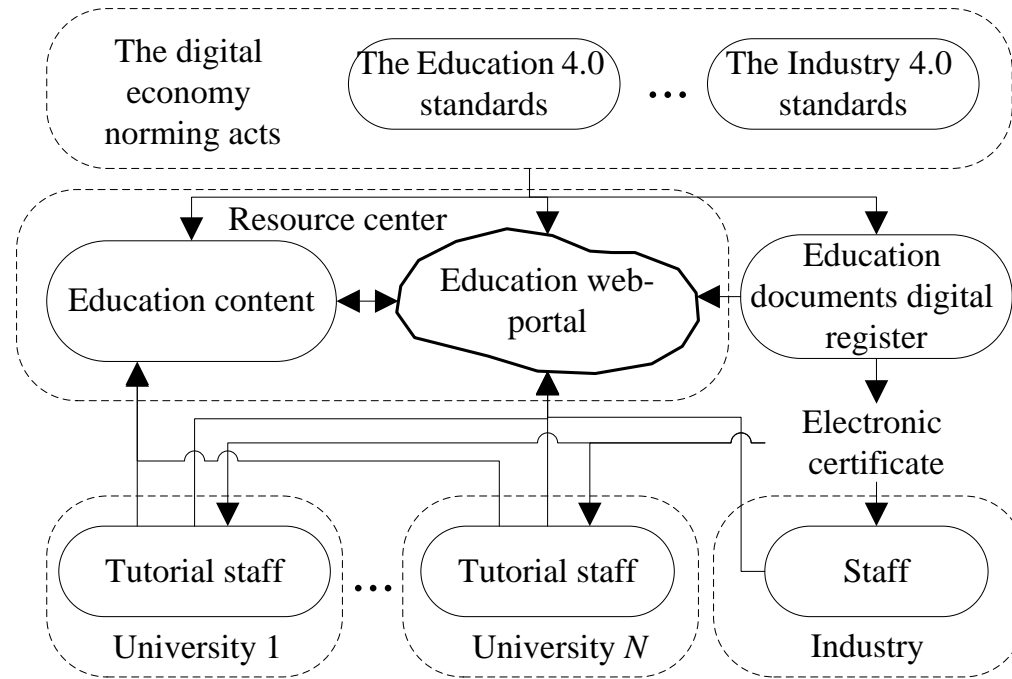 The digital
economy
norming acts
The Education 4.0
standards
...
The Industry 4.0
standards
Resource center
Education content
Education web-
portal
Education
documents digital
register
Electronic
certificate
Tutorial staff
University 1
...
Tutorial staff
University N
Staff
Industry